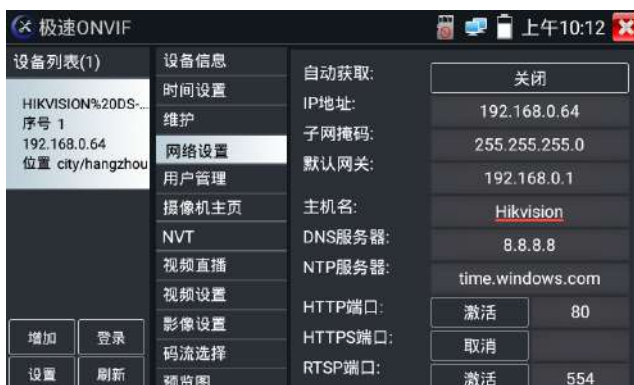 极速ONVIF
上午10:12
设备列表(1)
HIKVISION%20DS-...
序号 1
192.168.0.64
位置 city/hangzhou
增加
登录
设置
刷新
设备信息
时间设置
维护
网络设置
用户管理
摄像机主页
NVT
视频直播
视频设置
影像设置
码流选择
预览图
自动获取: 关闭
IP地址: 192.168.0.64
子网掩码: 255.255.255.0
默认网关: 192.168.0.1
主机名: Hikvision
DNS服务器: 8.8.8.8
NTP服务器: time.windows.com
HTTP端口: 激活 80
HTTPS端口: 取消
RTSP端口: 激活 554